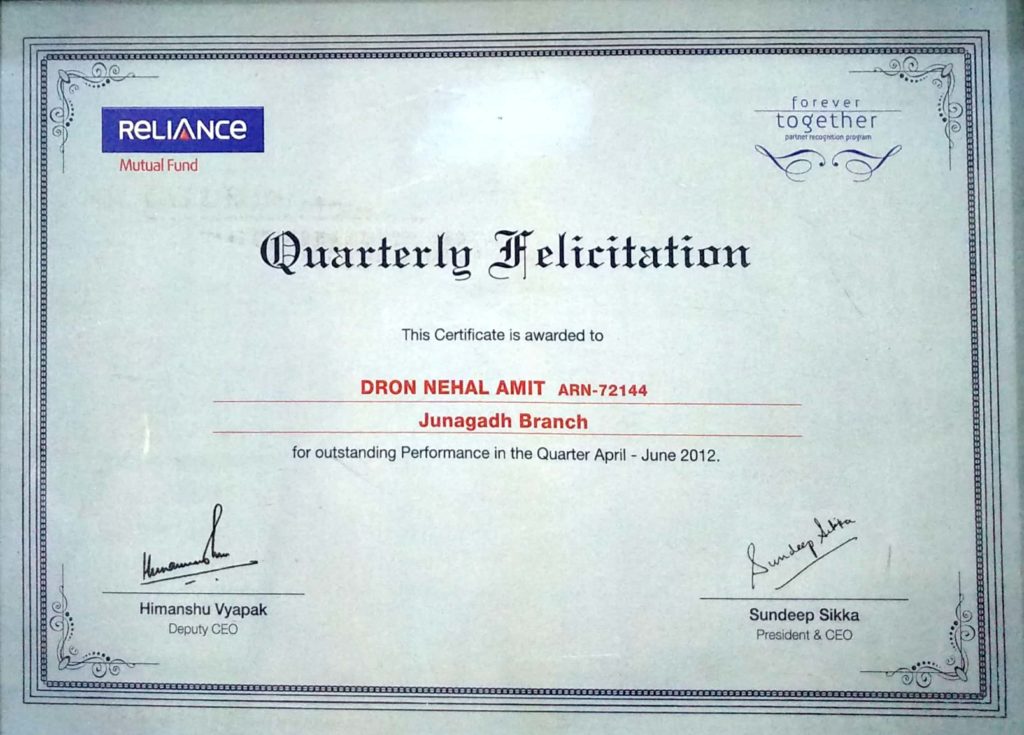 RELIANCE
Mutual Fund
forever
together
partner recognition program
Quarterly Felicitation
This Certificate is awarded to
DRON NEHAL AMIT ARN-72144
Junagadh Branch
for outstanding Performance in the Quarter April - June 2012.
Sundeep Sikka
Himanshu Vyapak
Deputy CEO
Sundeep Sikka
President & CEO